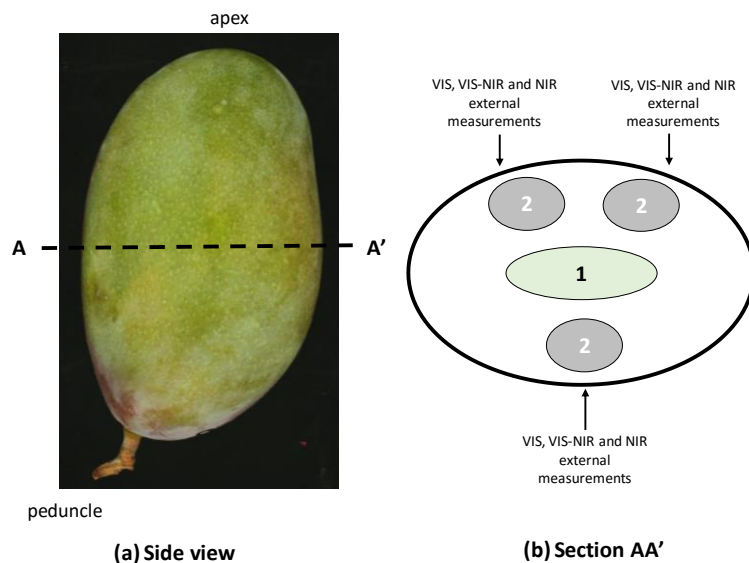 apex
A
A'
peduncle
(a) Side view
VIS, VIS-NIR and NIR
external
measurements
VIS, VIS-NIR and NIR
external
measurements
2
2
1
2
VIS, VIS-NIR and NIR
external
measurements
(b) Section AA'